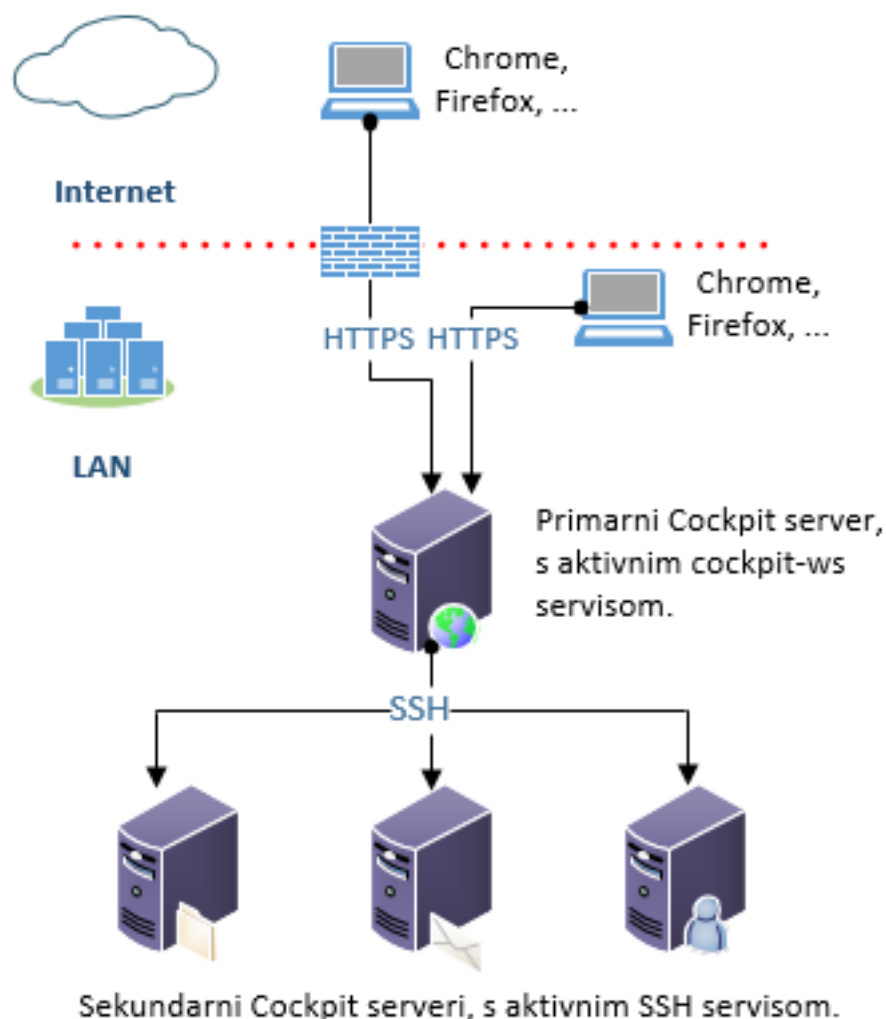 Chrome,
Firefox, ...
Internet
Chrome,
Firefox, ...
HTTPS HTTPS
LAN
Primarni Cockpit server,
s aktivnim cockpit-ws
servisom.
SSH
Sekundarni Cockpit serveri, s aktivnim SSH servisom.